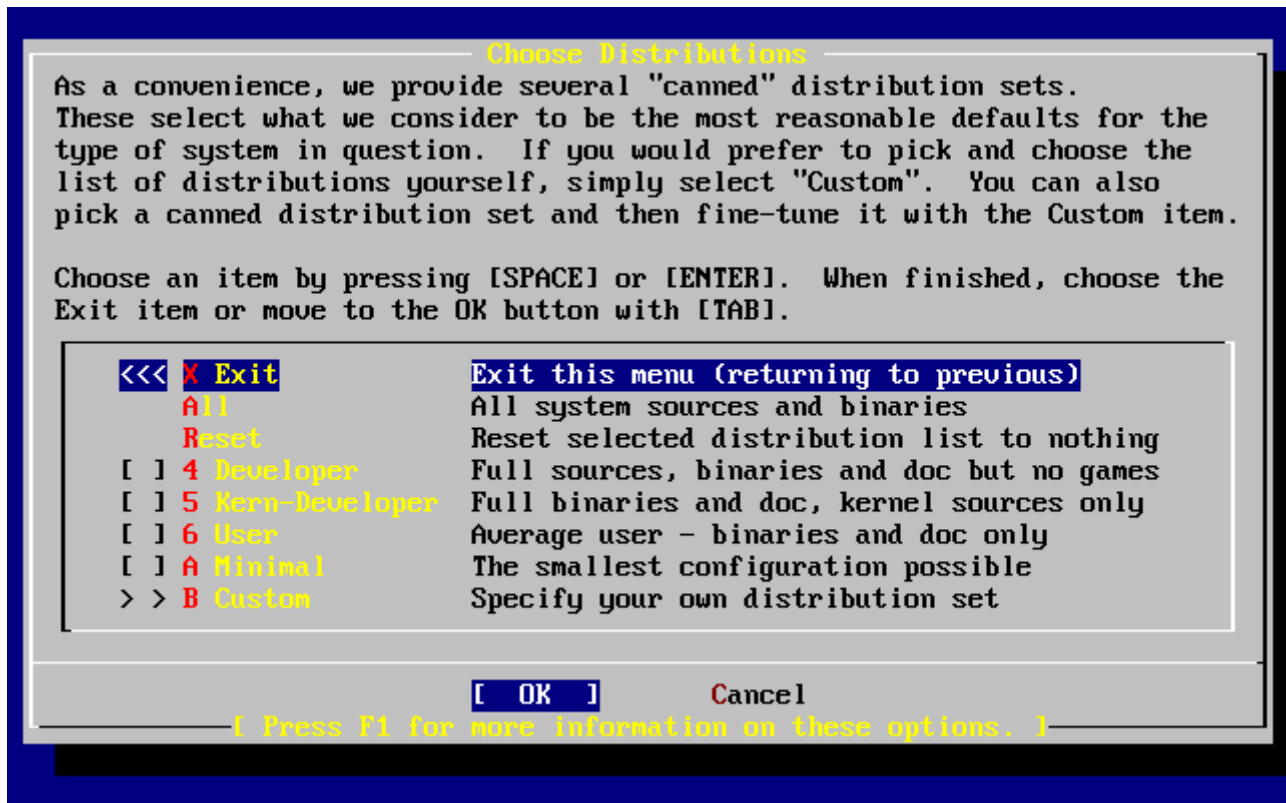 Choose Distributions
As a convenience, we provide several "canned" distribution sets.
These select what we consider to be the most reasonable defaults for the
type of system in question.  If you would prefer to pick and choose the
list of distributions yourself, simply select "Custom".  You can also
pick a canned distribution set and then fine-tune it with the Custom item.
Choose an item by pressing [SPACE] or [ENTER].  When finished, choose the
Exit item or move to the OK button with [TAB].
<<< X Exit Exit this menu (returning to previous)
All All system sources and binaries
Reset Reset selected distribution list to nothing
[ ] 4 Developer Full sources, binaries and doc but no games
[ ] 5 Kern-Developer Full binaries and doc, kernel sources only
[ ] 6 User Average user - binaries and doc only
[ ] A Minimal The smallest configuration possible
> > B Custom Specify your own distribution set
[ OK ] Cancel
[ Press F1 for more information on these options. ]